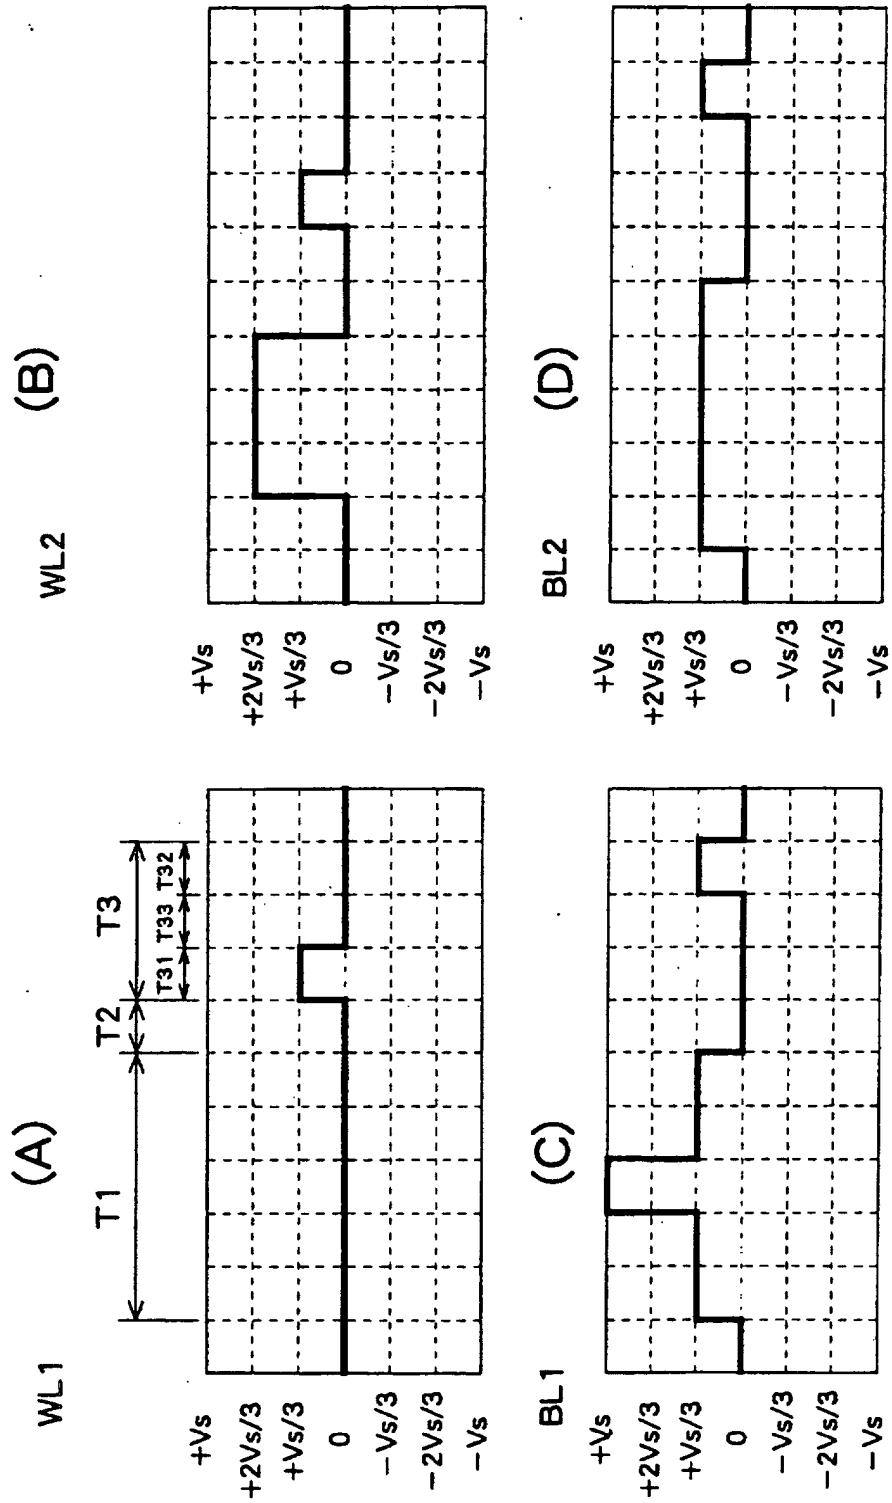 (A)
WL1
T1
T2
T3
T31
T33
T32
+Vs
+2Vs/3
+Vs/3
0
−Vs/3
−2Vs/3
−Vs
(B)
WL2
+Vs
+2Vs/3
+Vs/3
0
−Vs/3
−2Vs/3
−Vs
(C)
BL1
+Vs
+2Vs/3
+Vs/3
0
−Vs/3
−2Vs/3
−Vs
(D)
BL2
+Vs
+2Vs/3
+Vs/3
0
−Vs/3
−2Vs/3
−Vs